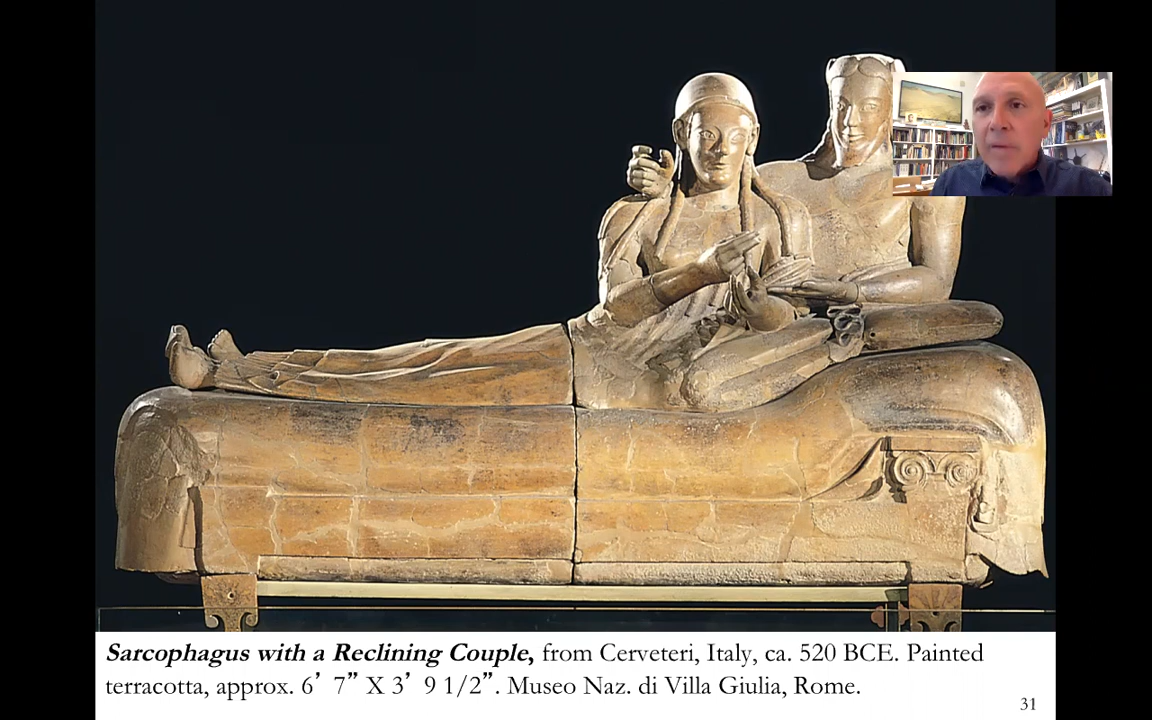 Sarcophagus with a Reclining Couple, from Cerveteri, Italy, ca. 520 BCE. Painted
terracotta, approx. 6’ 7” X 3’ 9 1/2”. Museo Naz. di Villa Giulia, Rome.
31